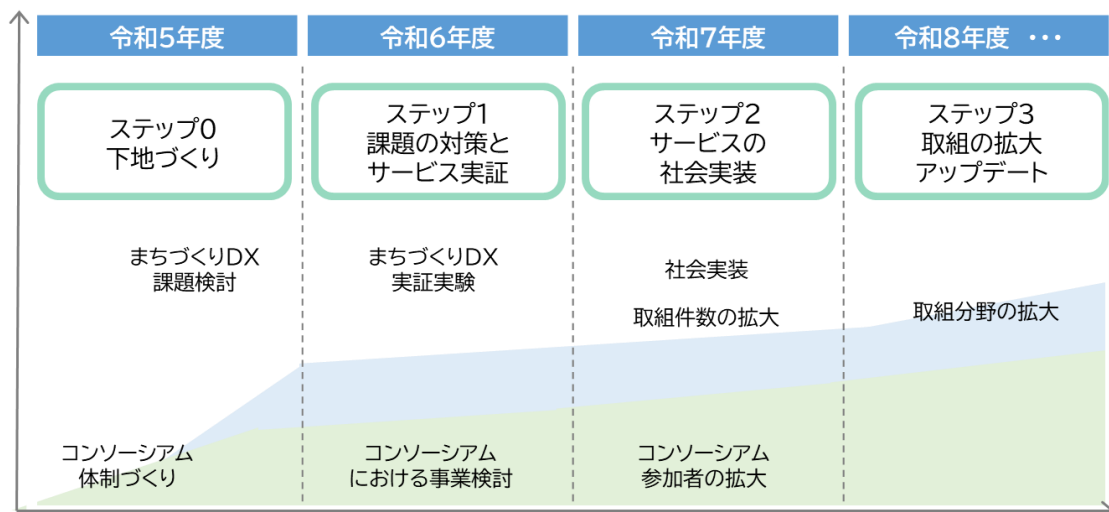 令和5年度
令和6年度
令和7年度
令和8年度 ・・・
ステップ0
下地づくり
ステップ1
課題の対策と
サービス実証
ステップ2
サービスの
社会実装
ステップ3
取組の拡大
アップデート
まちづくりDX
課題検討
まちづくりDX
実証実験
社会実装
取組件数の拡大
取組分野の拡大
コンソーシアム
体制づくり
コンソーシアム
における事業検討
コンソーシアム
参加者の拡大